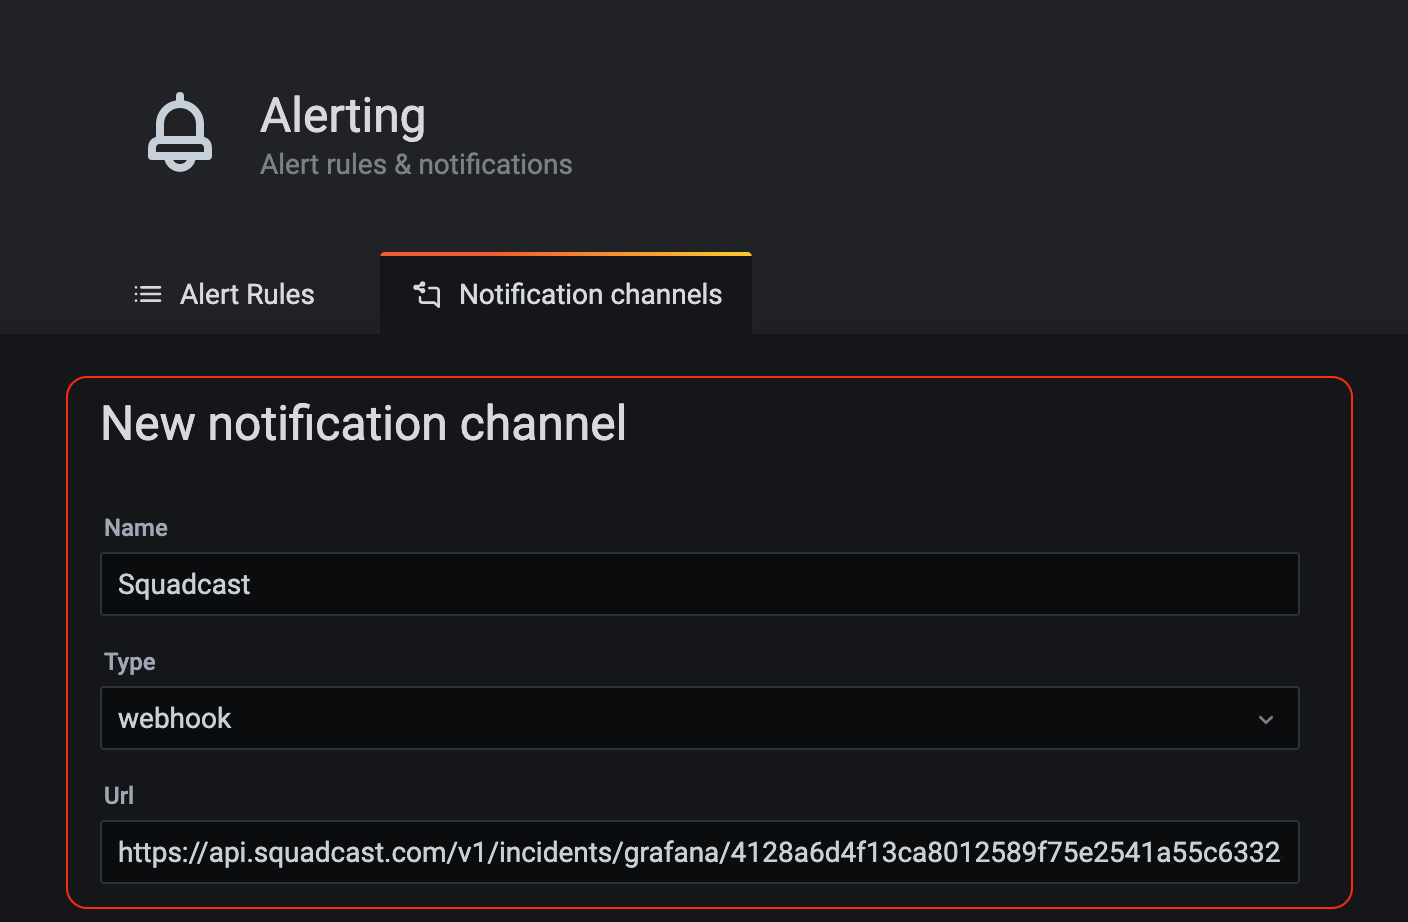 Alerting
Alert rules & notifications
Alert Rules
Notification channels
New notification channel
Name
Squadcast
Type
webhook
Url
https://api.squadcast.com/v1/incidents/grafana/4128a6d4f13ca8012589f75e2541a55c6332